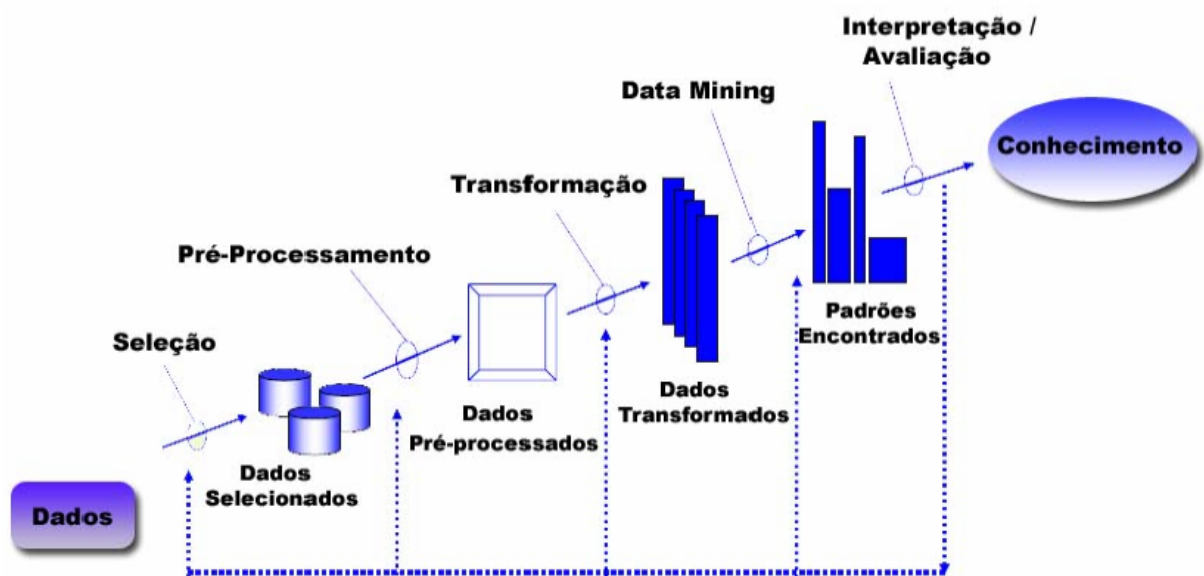 Dados
Seleção
Dados
Selecionados
Pré-Processamento
Dados
Pré-processados
Transformação
Dados
Transformados
Data Mining
Padrões
Encontrados
Interpretação /
Avaliação
Conhecimento